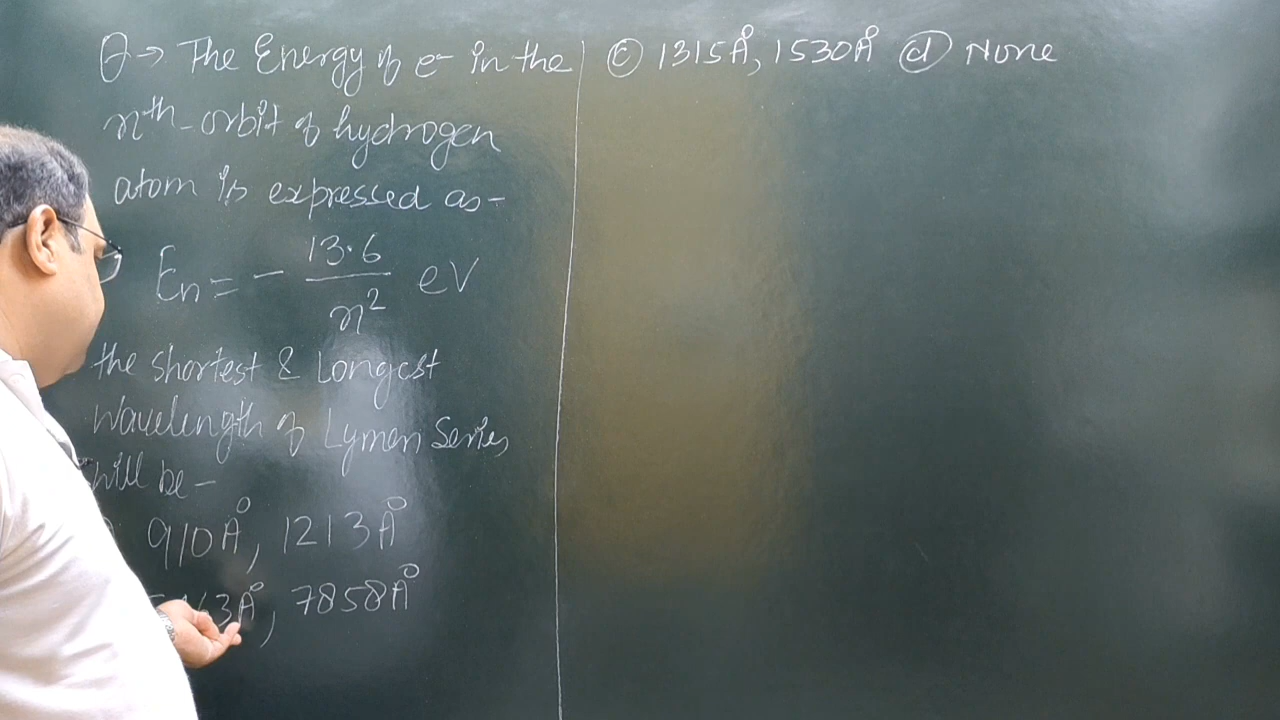 Q→ The Energy of e⁻ in the
nᵗʰ-orbit of hydrogen
atom is expressed as-
En = - 13.6/n² eV
the shortest & Longest
Wavelength of Lymen Series
will be -
910Å, 1213Å
63Å, 7858Å
ⓒ 1315Å, 1530Å ⓓ None